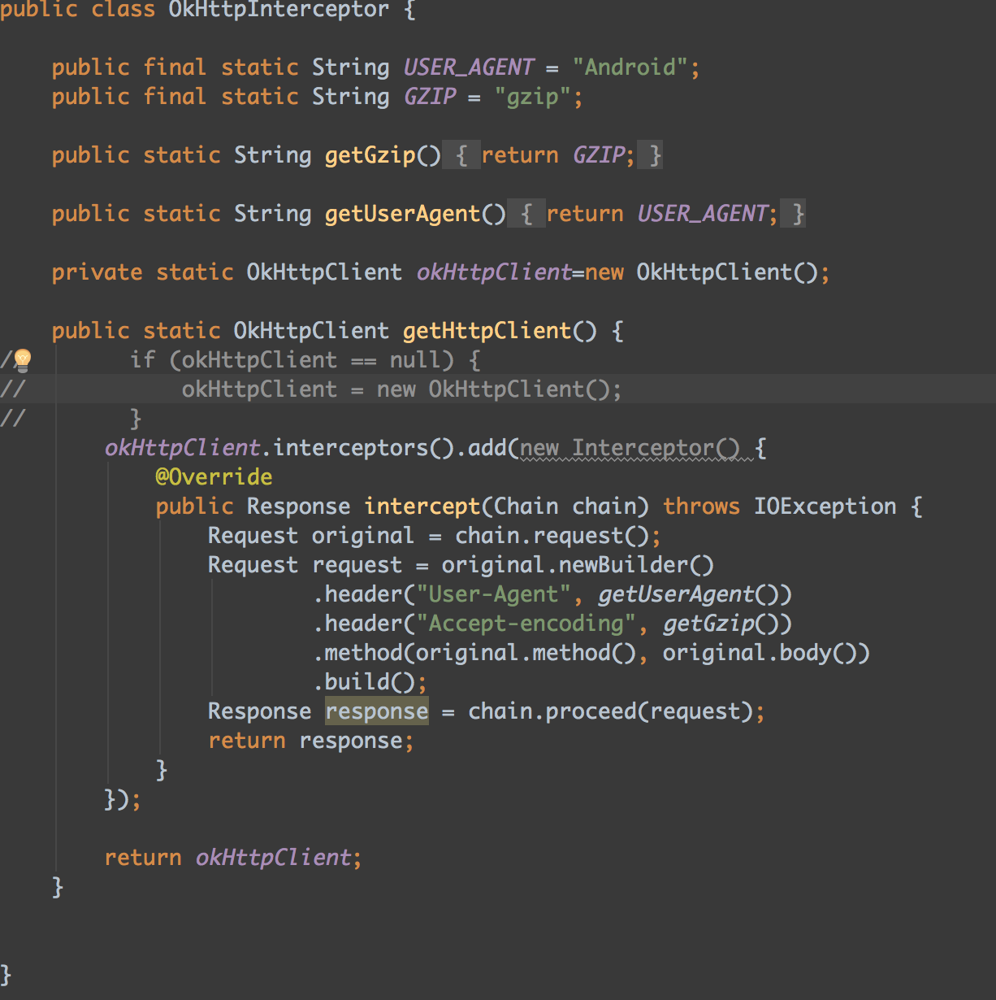 public class OkHttpInterceptor {
public final static String USER_AGENT = "Android";
public final static String GZIP = "gzip";
public static String getGzip() { return GZIP; }
public static String getUserAgent() { return USER_AGENT; }
private static OkHttpClient okHttpClient=new OkHttpClient();
public static OkHttpClient getHttpClient() {
// if (okHttpClient == null) {
// okHttpClient = new OkHttpClient();
// }
okHttpClient.interceptors().add(new Interceptor() {
@Override
public Response intercept(Chain chain) throws IOException {
Request original = chain.request();
Request request = original.newBuilder()
.header("User-Agent", getUserAgent())
.header("Accept-encoding", getGzip())
.method(original.method(), original.body())
.build();
Response response = chain.proceed(request);
return response;
}
});
return okHttpClient;
}
}